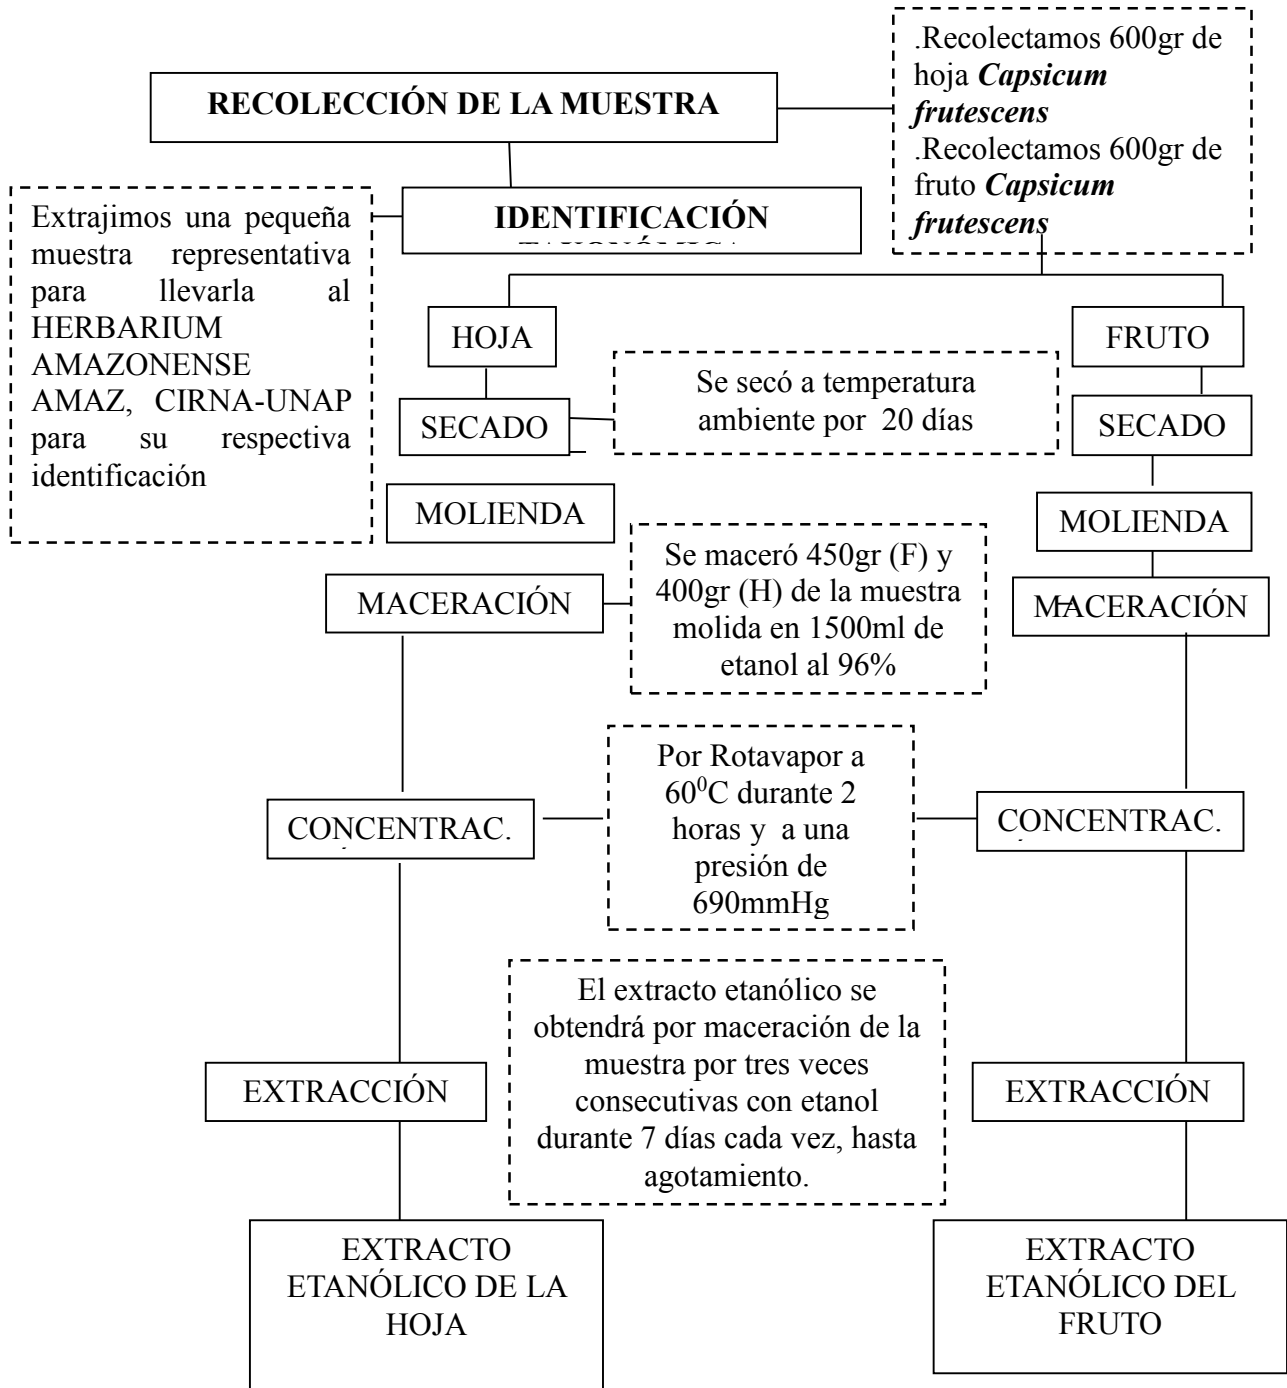 .Recolectamos 600gr de
hoja Capsicum
frutescens
.Recolectamos 600gr de
fruto Capsicum
frutescens
RECOLECCIÓN DE LA MUESTRA
Extrajimos una pequeña
muestra representativa
para llevarla al
HERBARIUM
AMAZONENSE
AMAZ, CIRNA-UNAP
para su respectiva
identificación
IDENTIFICACIÓN
HOJA
FRUTO
Se secó a temperatura
ambiente por 20 días
SECADO
SECADO
MOLIENDA
MOLIENDA
Se maceró 450gr (F) y
400gr (H) de la muestra
molida en 1500ml de
etanol al 96%
MACERACIÓN
MACERACIÓN
Por Rotavapor a
60⁰C durante 2
horas y a una
presión de
690mmHg
CONCENTRAC.
CONCENTRAC.
El extracto etanólico se
obtendrá por maceración de la
muestra por tres veces
consecutivas con etanol
durante 7 días cada vez, hasta
agotamiento.
EXTRACCIÓN
EXTRACCIÓN
EXTRACTO
ETANÓLICO DE LA
HOJA
EXTRACTO
ETANÓLICO DEL
FRUTO